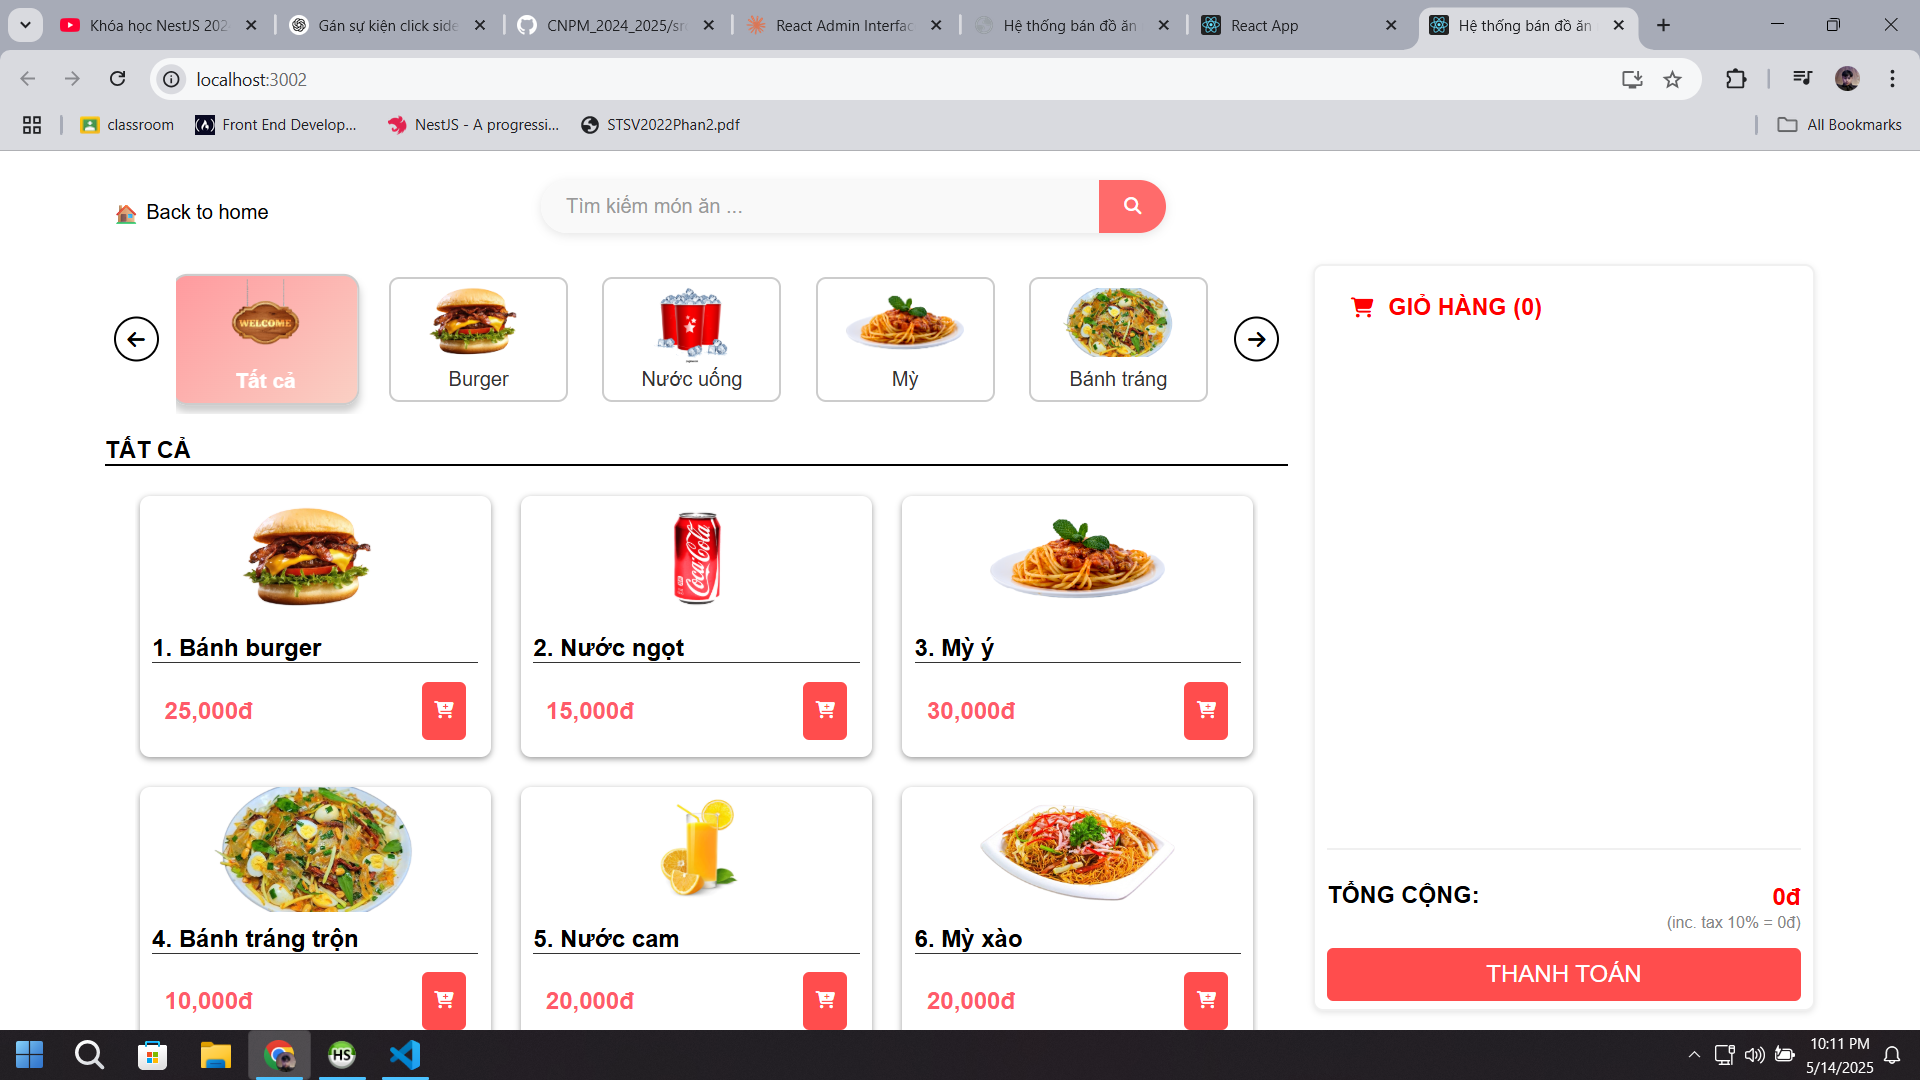 Khóa học NestJS 202
Gán sự kiện click side
CNPM_2024_2025/sr
React Admin Interfac
Hệ thống bán đồ ăn
React App
Hệ thống bán đồ ăn
localhost:3002
classroom
Front End Develop...
NestJS - A progressi...
STSV2022Phan2.pdf
All Bookmarks
Back to home
Tìm kiếm món ăn ...
WELCOME
Tất cả
Burger
Nước uống
Mỳ
Bánh tráng
GIỎ HÀNG (0)
TẤT CẢ
Coca-Cola
1. Bánh burger
2. Nước ngọt
3. Mỳ ý
25,000đ
15,000đ
30,000đ
4. Bánh tráng trộn
5. Nước cam
6. Mỳ xào
10,000đ
20,000đ
20,000đ
TỔNG CỘNG:
0đ
(inc. tax 10% = 0đ)
THANH TOÁN
HS
10:11 PM
5/14/2025